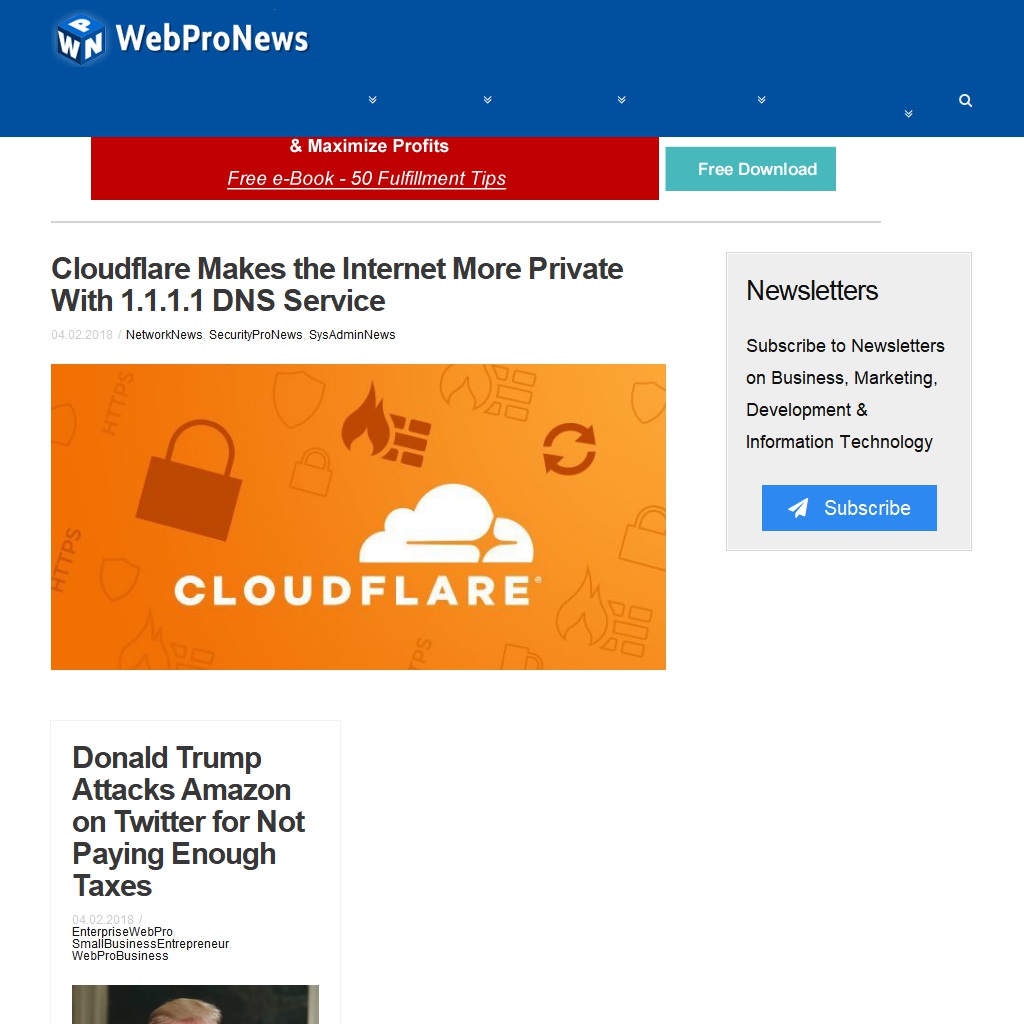 WebProNews
& Maximize Profits
Free e-Book - 50 Fulfillment Tips
Free Download
Cloudflare Makes the Internet More Private
With 1.1.1.1 DNS Service
04.02.2018 / NetworkNews, SecurityProNews, SysAdminNews
HTTPS
HTTPS
CLOUDFLARE®
Newsletters
Subscribe to Newsletters
on Business, Marketing,
Development &
Information Technology
Subscribe
Donald Trump
Attacks Amazon
on Twitter for Not
Paying Enough
Taxes
04.02.2018 /
EnterpriseWebPro,
SmallBusinessEntrepreneur,
WebProBusiness